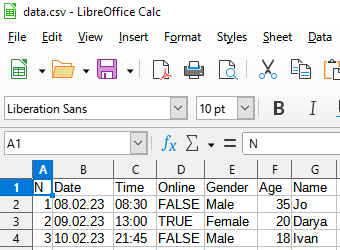 data.csv - LibreOffice Calc
File Edit View Insert Format Styles Sheet Data
Liberation Sans 10 pt B I
A1 fx Σ = N
A B C D E F G
1 N Date Time Online Gender Age Name
2 1 08.02.23 08:30 FALSE Male 35 Jo
3 2 09.02.23 13:00 TRUE Female 20 Darya
4 3 10.02.23 21:45 FALSE Male 18 Ivan